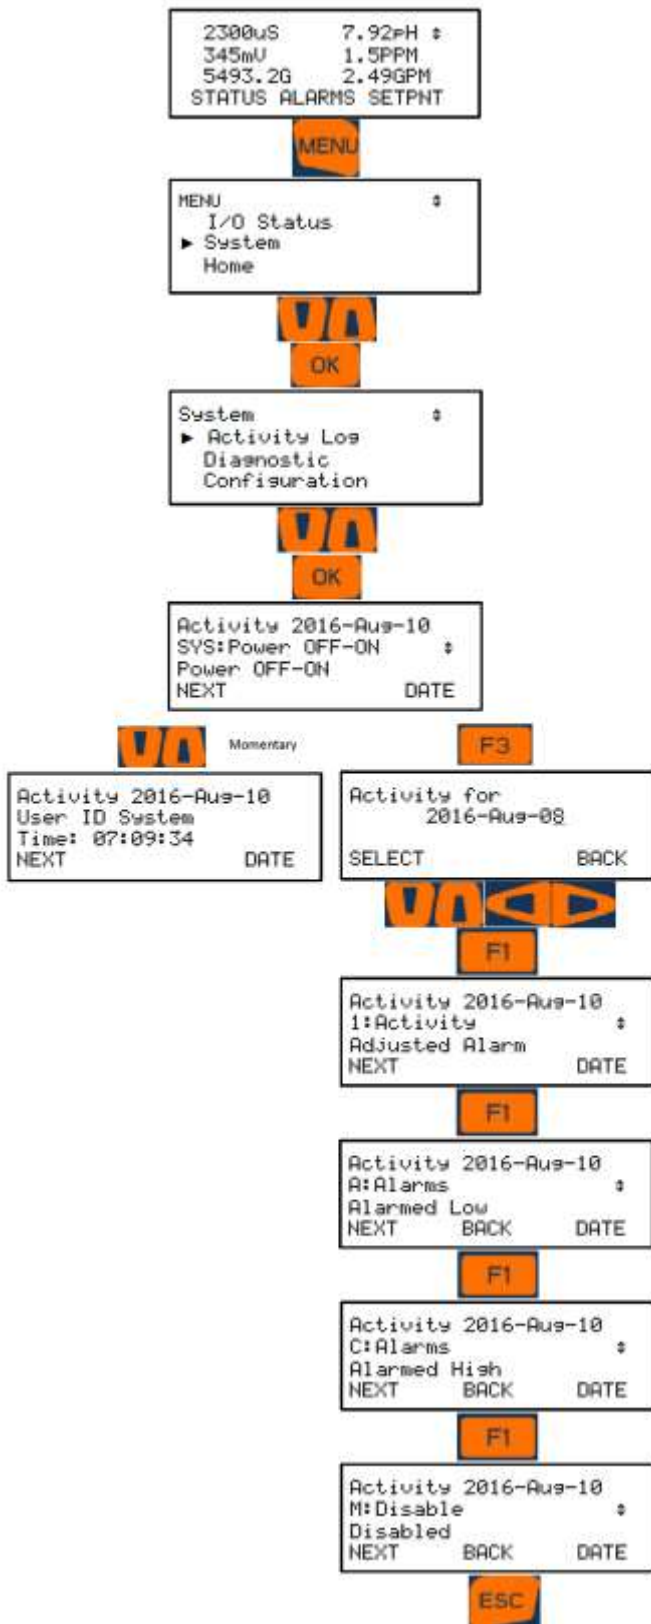 2300uS 7.92pH
345mV 1.5PPM
5493.2G 2.49GPM
STATUS ALARMS SETPNT
MENU
MENU
I/O Status
► System
Home
OK
System
► Activity Log
Diagnostic
Configuration
OK
Activity 2016-Aug-10
SYS:Power OFF-ON
Power OFF-ON
NEXT DATE
Momentary
Activity 2016-Aug-10
User ID System
Time: 07:09:34
NEXT DATE
F3
Activity for
2016-Aug-08
SELECT BACK
F1
Activity 2016-Aug-10
1:Activity
Adjusted Alarm
NEXT DATE
F1
Activity 2016-Aug-10
A:Alarms
Alarmed Low
NEXT BACK DATE
F1
Activity 2016-Aug-10
C:Alarms
Alarmed High
NEXT BACK DATE
F1
Activity 2016-Aug-10
M:Disable
Disabled
NEXT BACK DATE
ESC